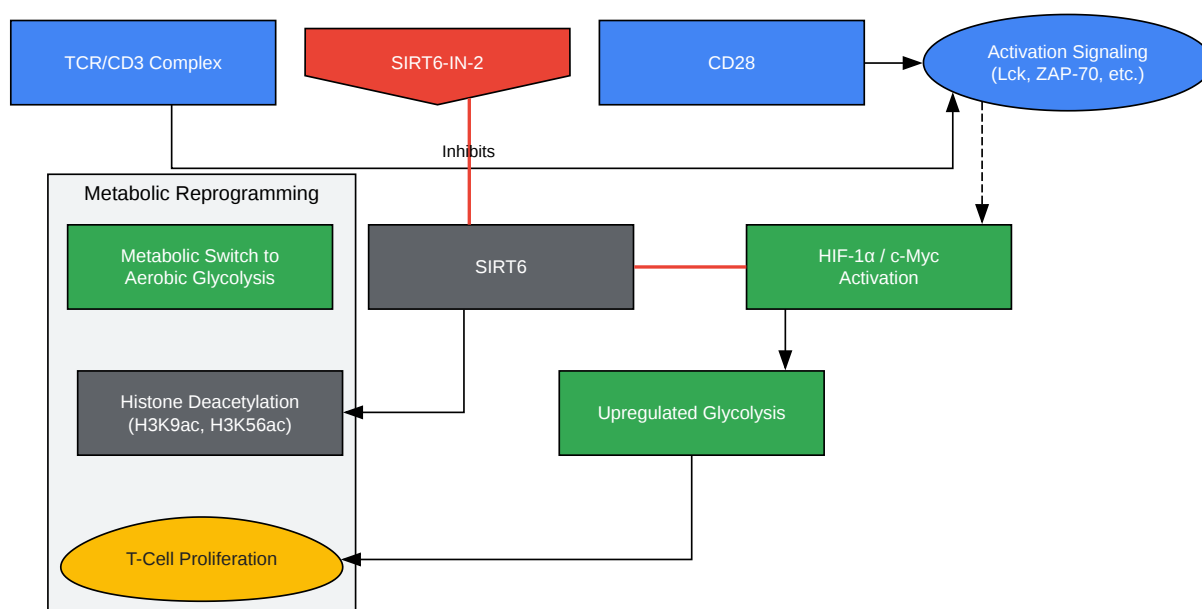 TCR/CD3 Complex
SIRT6-IN-2
CD28
Activation Signaling
(Lck, ZAP-70, etc.)
Inhibits
Metabolic Reprogramming
Metabolic Switch to
Aerobic Glycolysis
SIRT6
HIF-1α / c-Myc
Activation
Histone Deacetylation
(H3K9ac, H3K56ac)
Upregulated Glycolysis
T-Cell Proliferation